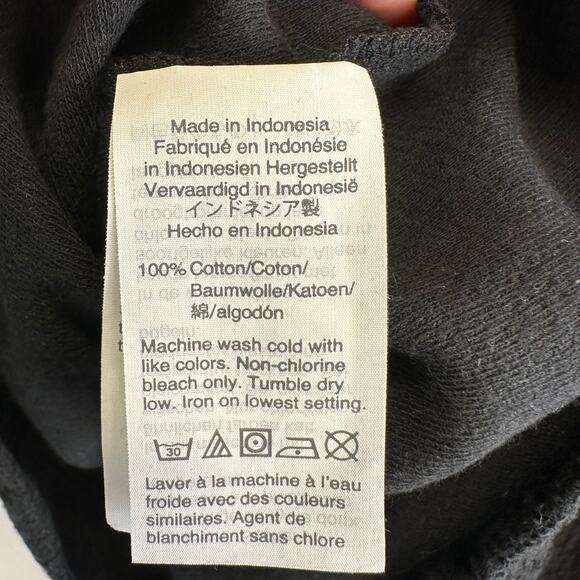 Made in Indonesia
Fabriqué en Indonésie
in Indonesien Hergestellt
Vervaardigd in Indonesië
インドネシア製
Hecho en Indonesia
100% Cotton/Coton/
Baumwolle/Katoen/
綿/algodón
Machine wash cold with
like colors. Non-chlorine
bleach only. Tumble dry
low. Iron on lowest setting.
30
Laver à la machine à l'eau
froide avec des couleurs
similaires. Agent de
blanchiment sans chlore